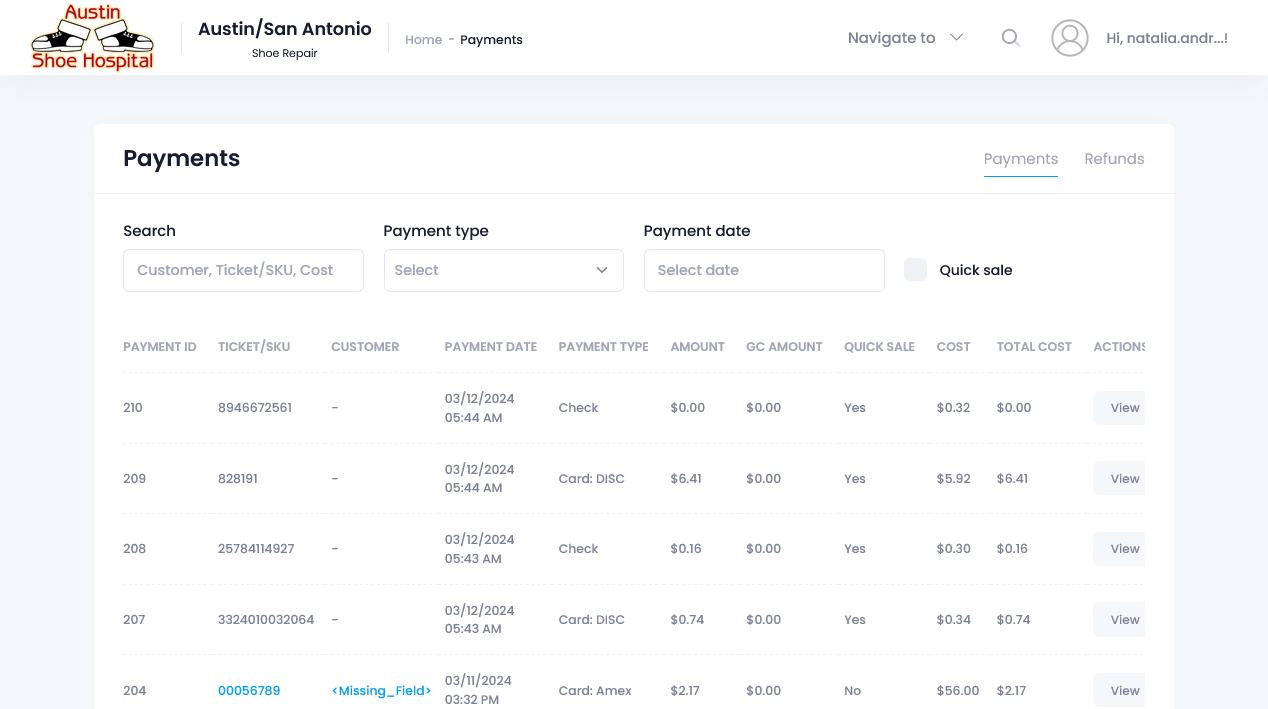 Austin
Shoe Hospital
Austin/San Antonio
Shoe Repair
Home - Payments
Navigate to
Hi, natalia.andr...!
Payments
Payments Refunds
Search Payment type Payment date
Customer, Ticket/SKU, Cost Select Select date Quick sale
PAYMENT ID TICKET/SKU CUSTOMER PAYMENT DATE PAYMENT TYPE AMOUNT GC AMOUNT QUICK SALE COST TOTAL COST ACTIONS
210 8946672561 - 03/12/2024 05:44 AM Check $0.00 $0.00 Yes $0.32 $0.00 View
209 828191 - 03/12/2024 05:44 AM Card: DISC $6.41 $0.00 Yes $5.92 $6.41 View
208 25784114927 - 03/12/2024 05:43 AM Check $0.16 $0.00 Yes $0.30 $0.16 View
207 3324010032064 - 03/12/2024 05:43 AM Card: DISC $0.74 $0.00 Yes $0.34 $0.74 View
204 00056789 <Missing_Field> 03/11/2024 03:32 PM Card: Amex $2.17 $0.00 No $56.00 $2.17 View